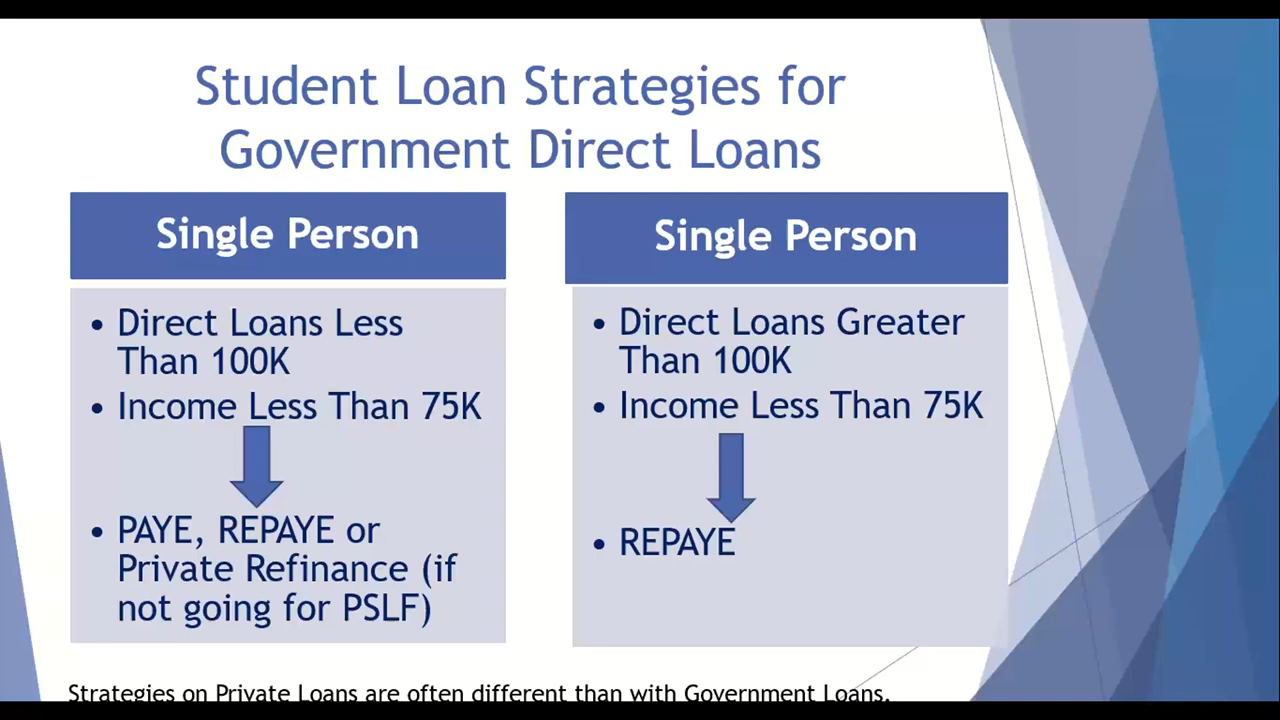 Student Loan Strategies for
Government Direct Loans
Single Person
• Direct Loans Less
Than 100K
• Income Less Than 75K
• PAYE, REPAYE or
Private Refinance (if
not going for PSLF)
Single Person
• Direct Loans Greater
Than 100K
• Income Less Than 75K
• REPAYE
Strategies on Private Loans are often different than with Government Loans.